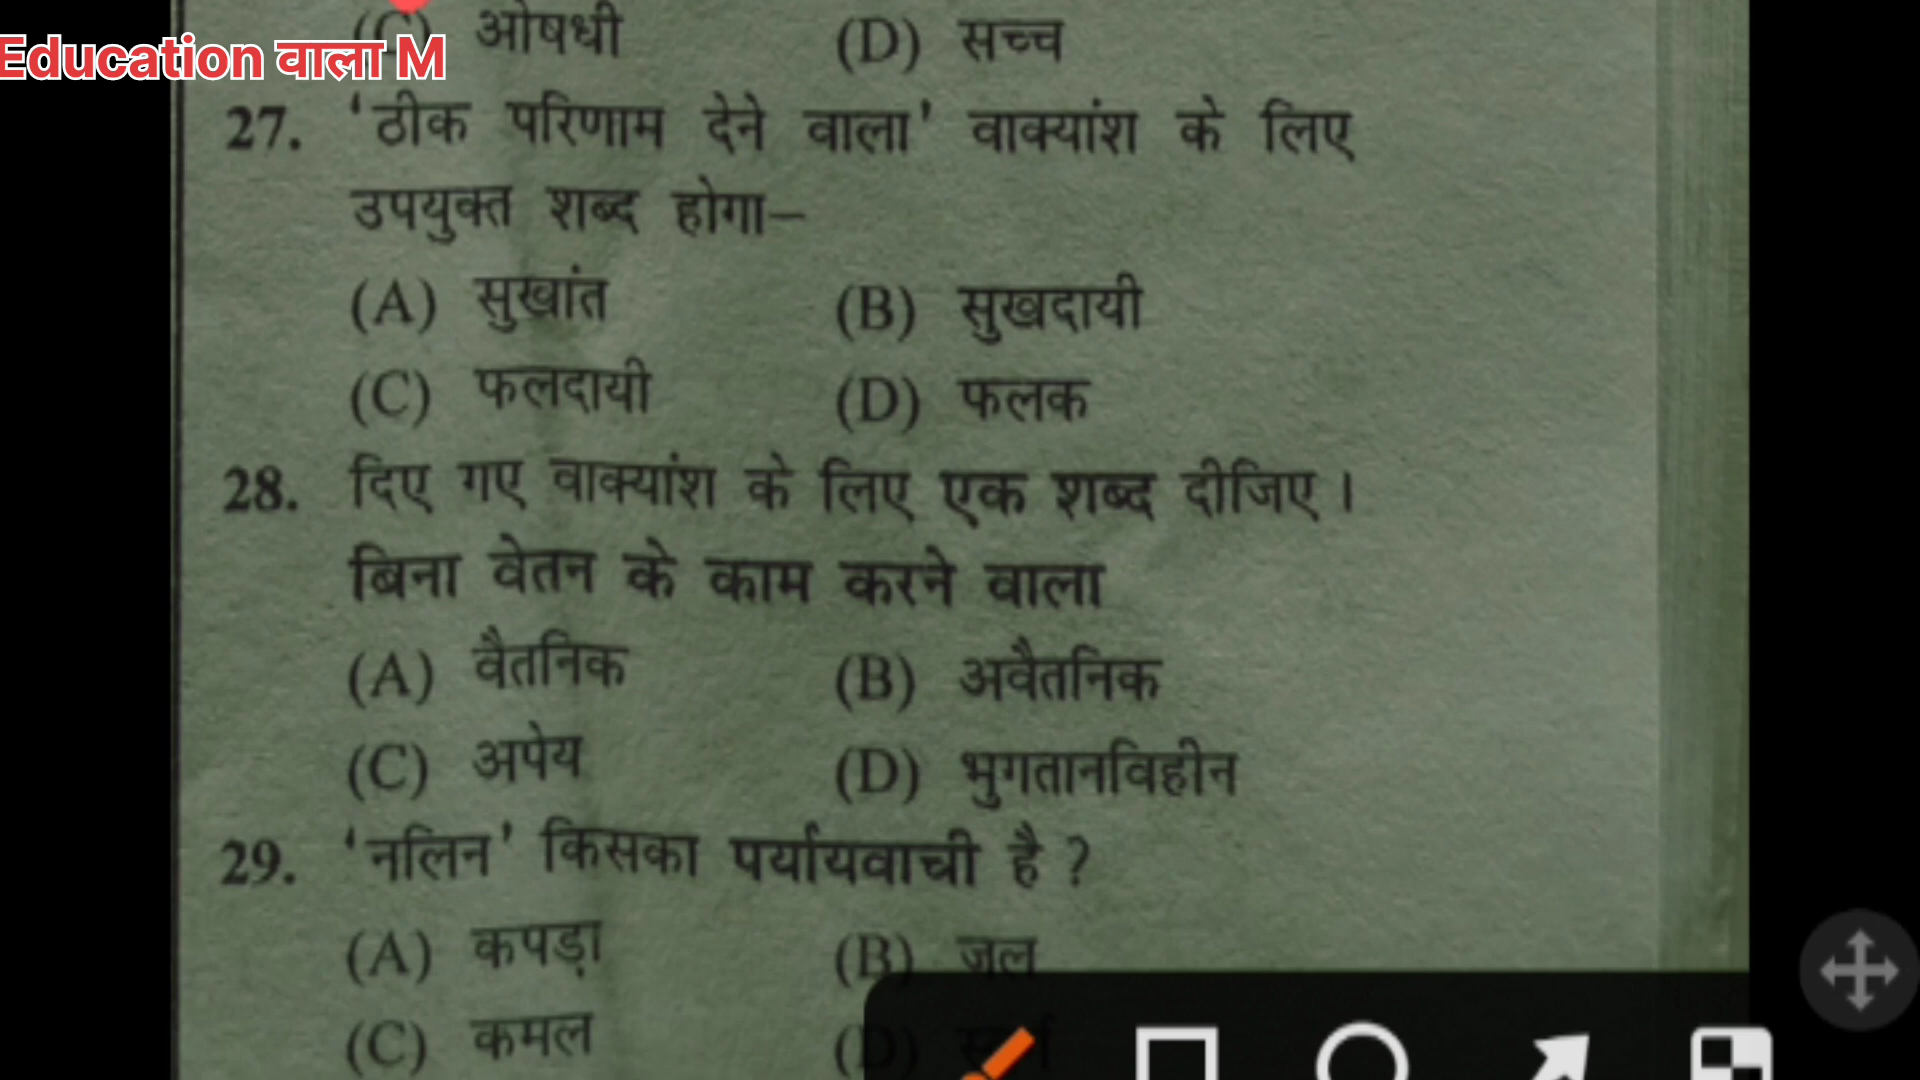 (C) ओषधी (D) सच्च
Education वाला M
27. 'ठीक परिणाम देने वाला' वाक्यांश के लिए
उपयुक्त शब्द होगा–
(A) सुखांत (B) सुखदायी
(C) फलदायी (D) फलक
28. दिए गए वाक्यांश के लिए एक शब्द दीजिए।
बिना वेतन के काम करने वाला
(A) वैतनिक (B) अवैतनिक
(C) अपेय (D) भुगतानविहीन
29. 'नलिन' किसका पर्यायवाची है ?
(A) कपड़ा (B) जल
(C) कमल (D)